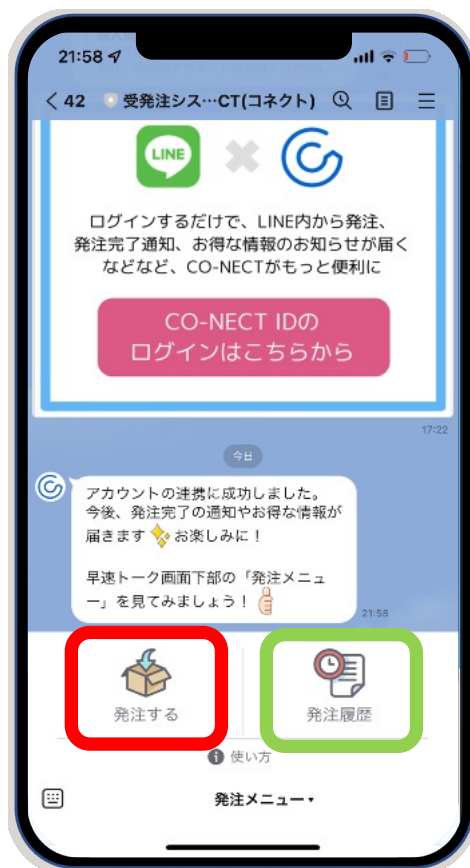 21:58
42 受発注シス…CT(コネクト)
LINE
ログインするだけで、LINE内から発注、
発注完了通知、お得な情報のお知らせが届く
などなど、CO-NECTがもっと便利に
CO-NECT IDの
ログインはこちらから
17:22
今日
アカウントの連携に成功しました。
今後、発注完了の通知やお得な情報が
届きます✨お楽しみに！
早速トーク画面下部の「発注メニュ
ー」を見てみましょう！
21:58
発注する
発注履歴
使い方
発注メニュー▾